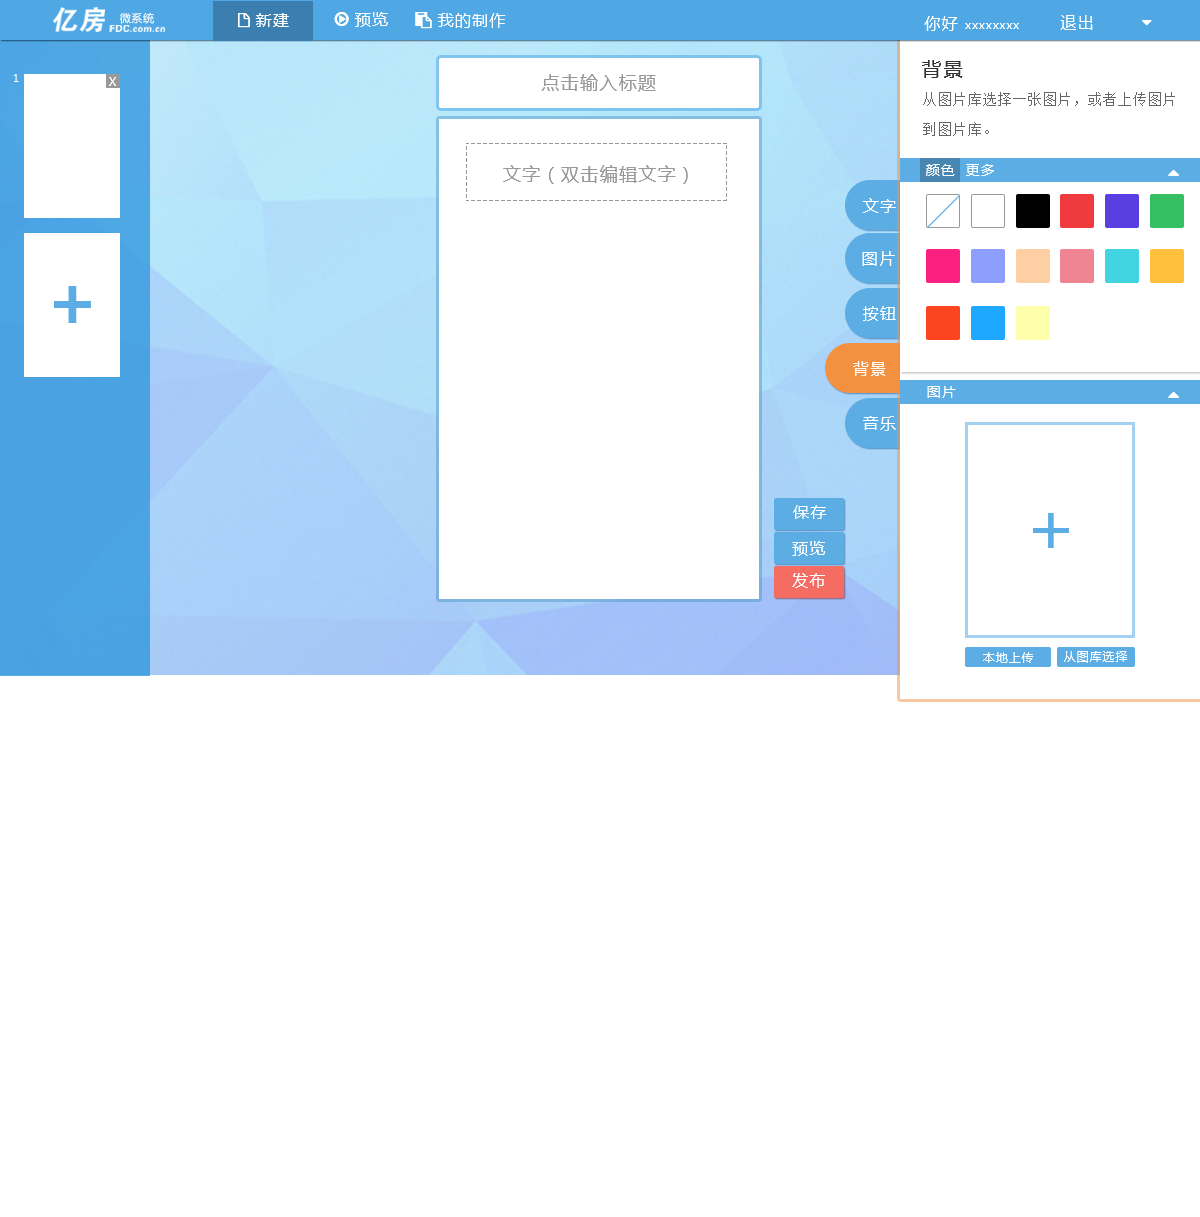 亿房 微系统 FDC.com.cn
新建
预览
我的制作
你好 xxxxxxxx
退出
1
X
点击输入标题
文字（双击编辑文字）
文字
图片
按钮
背景
音乐
保存
预览
发布
背景
从图片库选择一张图片，或者上传图片
到图片库。
颜色 更多
图片
本地上传
从图库选择